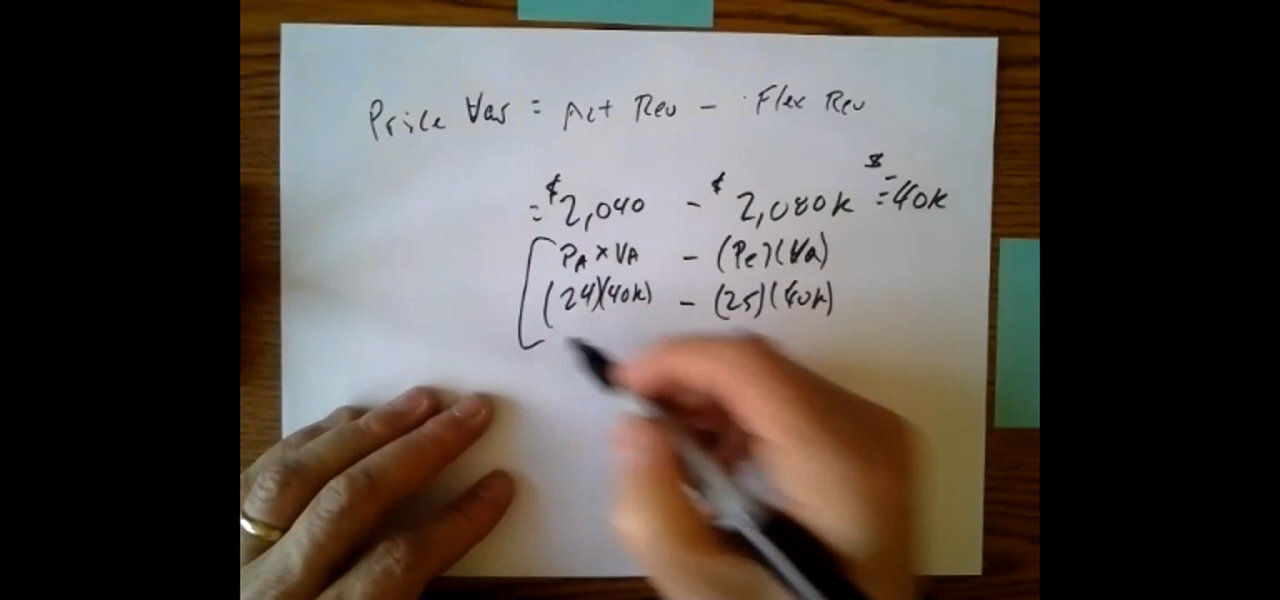 Price Var = Act Rev - Flex Rev
= $2,040 - $2,080k = $-40k
PA x VA - (Pe)(Va)
(24)(40k) - (25)(40k)